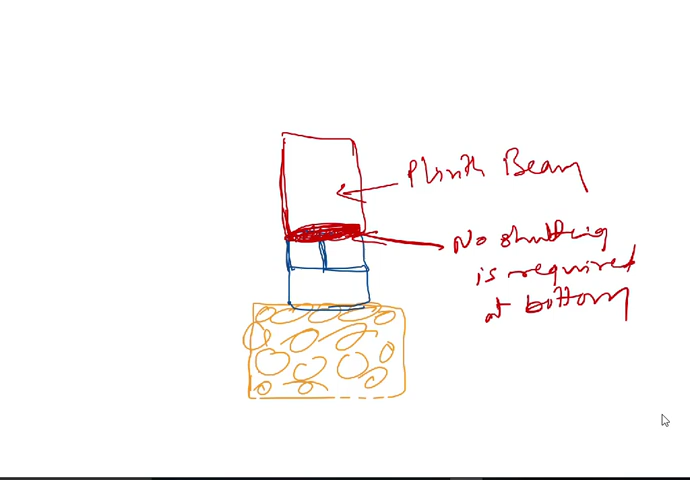 Plinth Beam
No shuttering
is required
at bottom